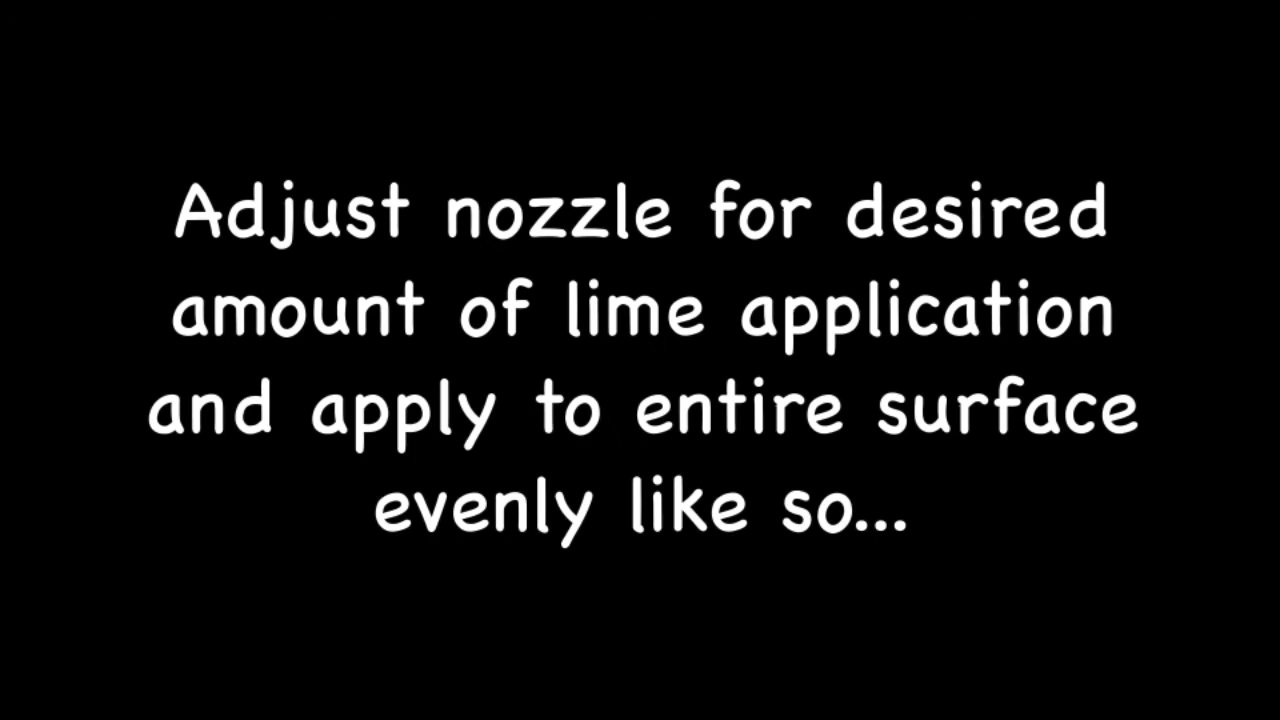 Adjust nozzle for desired
amount of lime application
and apply to entire surface
evenly like so...